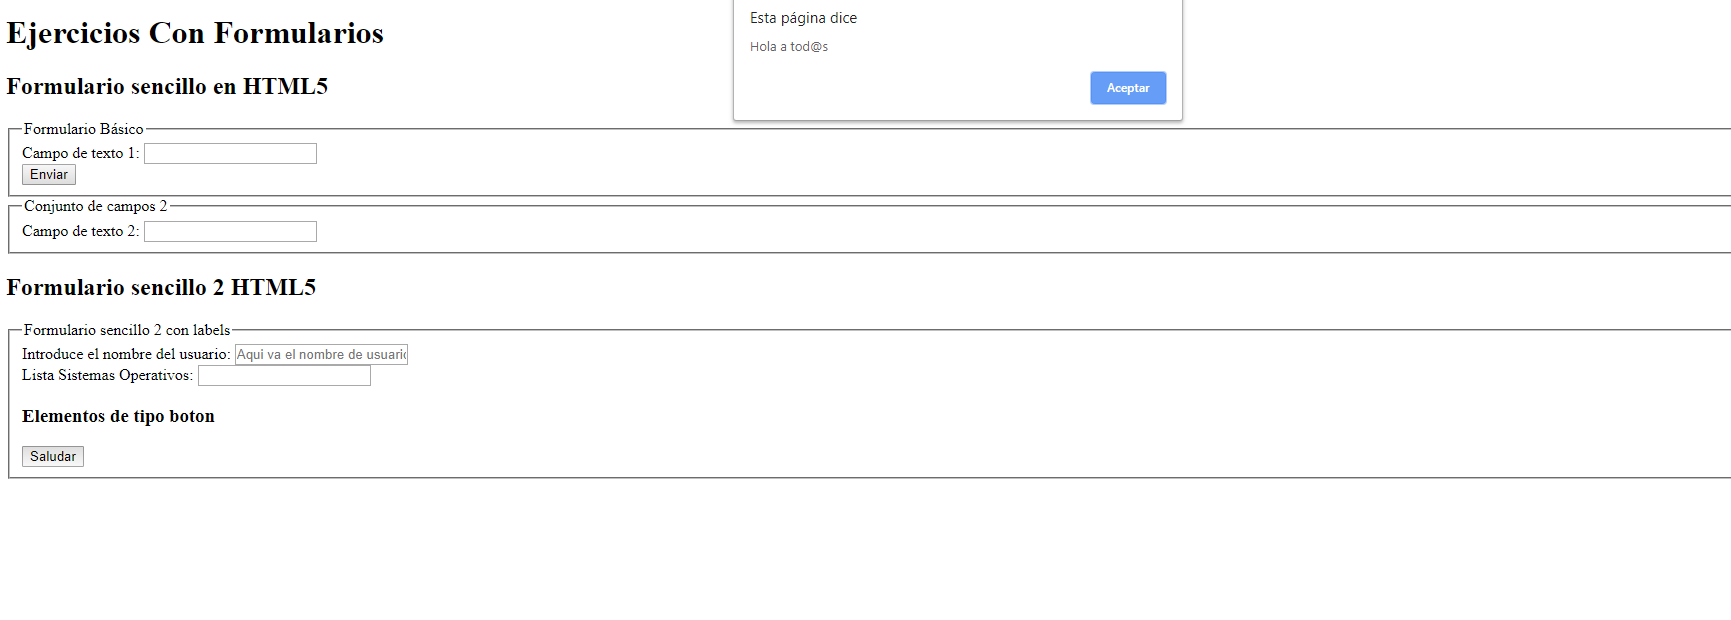 Ejercicios Con Formularios
Esta página dice
Hola a tod@s
Aceptar
Formulario sencillo en HTML5
Formulario Básico
Campo de texto 1:
Enviar
Conjunto de campos 2
Campo de texto 2:
Formulario sencillo 2 HTML5
Formulario sencillo 2 con labels
Introduce el nombre del usuario: Aqui va el nombre de usuario
Lista Sistemas Operativos:
Elementos de tipo boton
Saludar